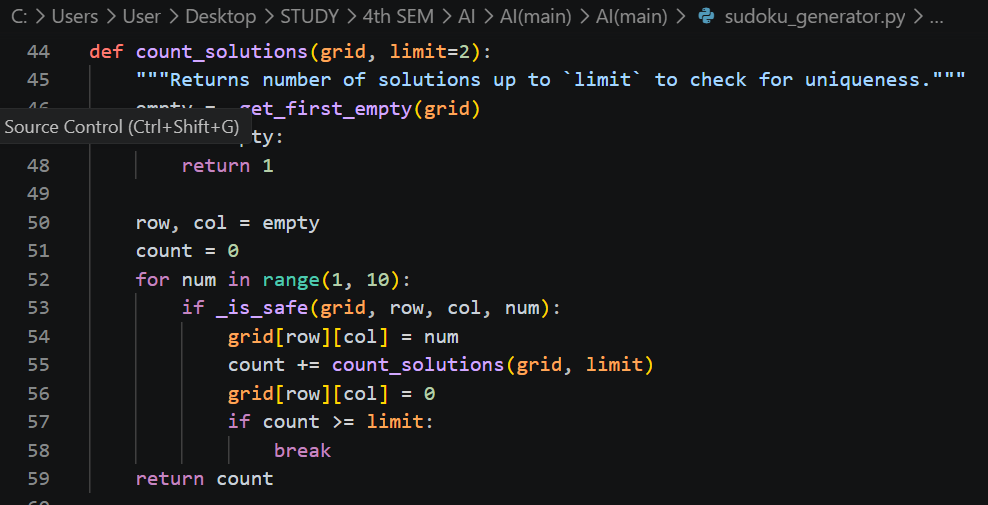 C: > Users > User > Desktop > STUDY > 4th SEM > AI > AI(main) > AI(main) > sudoku_generator.py > ...
44 def count_solutions(grid, limit=2):
45     """Returns number of solutions up to `limit` to check for uniqueness."""
46     empty = get_first_empty(grid)
Source Control (Ctrl+Shift+G) pty:
48         return 1
49
50     row, col = empty
51     count = 0
52     for num in range(1, 10):
53         if _is_safe(grid, row, col, num):
54             grid[row][col] = num
55             count += count_solutions(grid, limit)
56             grid[row][col] = 0
57             if count >= limit:
58                 break
59     return count